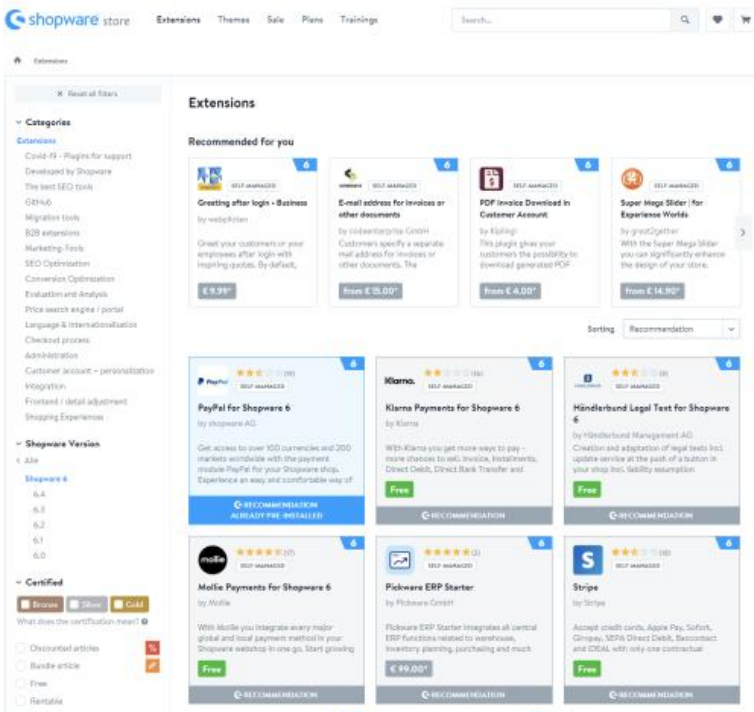 shopware store
Extensions Themes Sale Plans Trainings
Search...
Extensions
Reset all filters
Categories
Extensions
Covid-19 - Plugins for support
Developed by Shopware
The best SEO tools
GitHub
Migration tools
B2B extensions
Marketing-Tools
SEO Optimization
Conversion Optimization
Evaluation and Analysis
Price search engine / portal
Language & Internationalisation
Checkout process
Administration
Customer account – personalization
Integration
Frontend / detail adjustment
Shopping Experiences
Shopware Version
Alle
Shopware 6
6.4
6.3
6.2
6.1
6.0
Certified
Bronze Silver Gold
What does the certification mean?
Discounted articles %
Bundle article
Free
Rentable
Extensions
Recommended for you
6
SELF-MANAGED
Greeting after login - Business
by webpiloten
Greet your customers or your
employees after login with
inspiring quotes. By default,
€ 9.99*
6
SELF-MANAGED
E-mail address for invoices or
other documents
by codeenterprise GmbH
Customers specify a separate
mail address for invoices or
other documents. The
from € 15.00*
6
SELF-MANAGED
PDF Invoice Download in
Customer Account
by Kiplingi
This plugin gives your
customers the possibility to
download generated PDF
from € 4.00*
6
SELF-MANAGED
Super Mega Slider | for
Experience Worlds
by great2gether
With the Super Mega Slider
you can significantly enhance
the design of your store.
from € 14.90*
Sorting Recommendation
6
PayPal
SELF-MANAGED
PayPal for Shopware 6
by shopware AG
Get access to over 100 currencies and 200
markets worldwide with the payment
module PayPal for your Shopware shop.
Experience an easy and comfortable way of
RECOMMENDATION
ALREADY PRE-INSTALLED
6
Klarna.
SELF-MANAGED
Klarna Payments for Shopware 6
by Klarna
With Klarna you get more ways to pay -
more chances to sell. Invoice, Installments,
Direct Debit, Direct Bank Transfer and
Free
RECOMMENDATION
6
SELF-MANAGED
Händlerbund Legal Text for Shopware
6
by Händlerbund Management AG
Creation and adaptation of legal texts incl.
update service at the push of a button in
your shop incl. liability assumption
Free
RECOMMENDATION
6
mollie
(17)
SELF-MANAGED
Mollie Payments for Shopware 6
by Mollie
With Mollie you integrate every major
global and local payment method in your
Shopware webshop in one go. Start growing
Free
RECOMMENDATION
6
SELF-MANAGED
Pickware ERP Starter
by Pickware GmbH
Pickware ERP Starter integrates all central
ERP functions related to warehouse,
inventory planning, purchasing and much
€ 99.00*
RECOMMENDATION
6
S
SELF-MANAGED
Stripe
by Stripe
Accept credit cards, Apple Pay, Sofort,
Giropay, SEPA Direct Debit, Bancontact
and iDEAL with only one contractual
Free
RECOMMENDATION